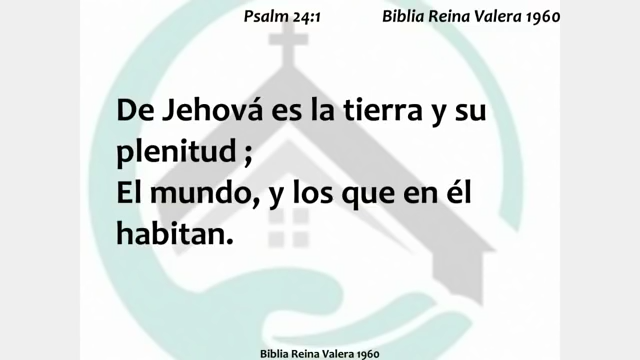 Psalm 24:1 Biblia Reina Valera 1960
De Jehová es la tierra y su
plenitud ;
El mundo, y los que en él
habitan.
Biblia Reina Valera 1960